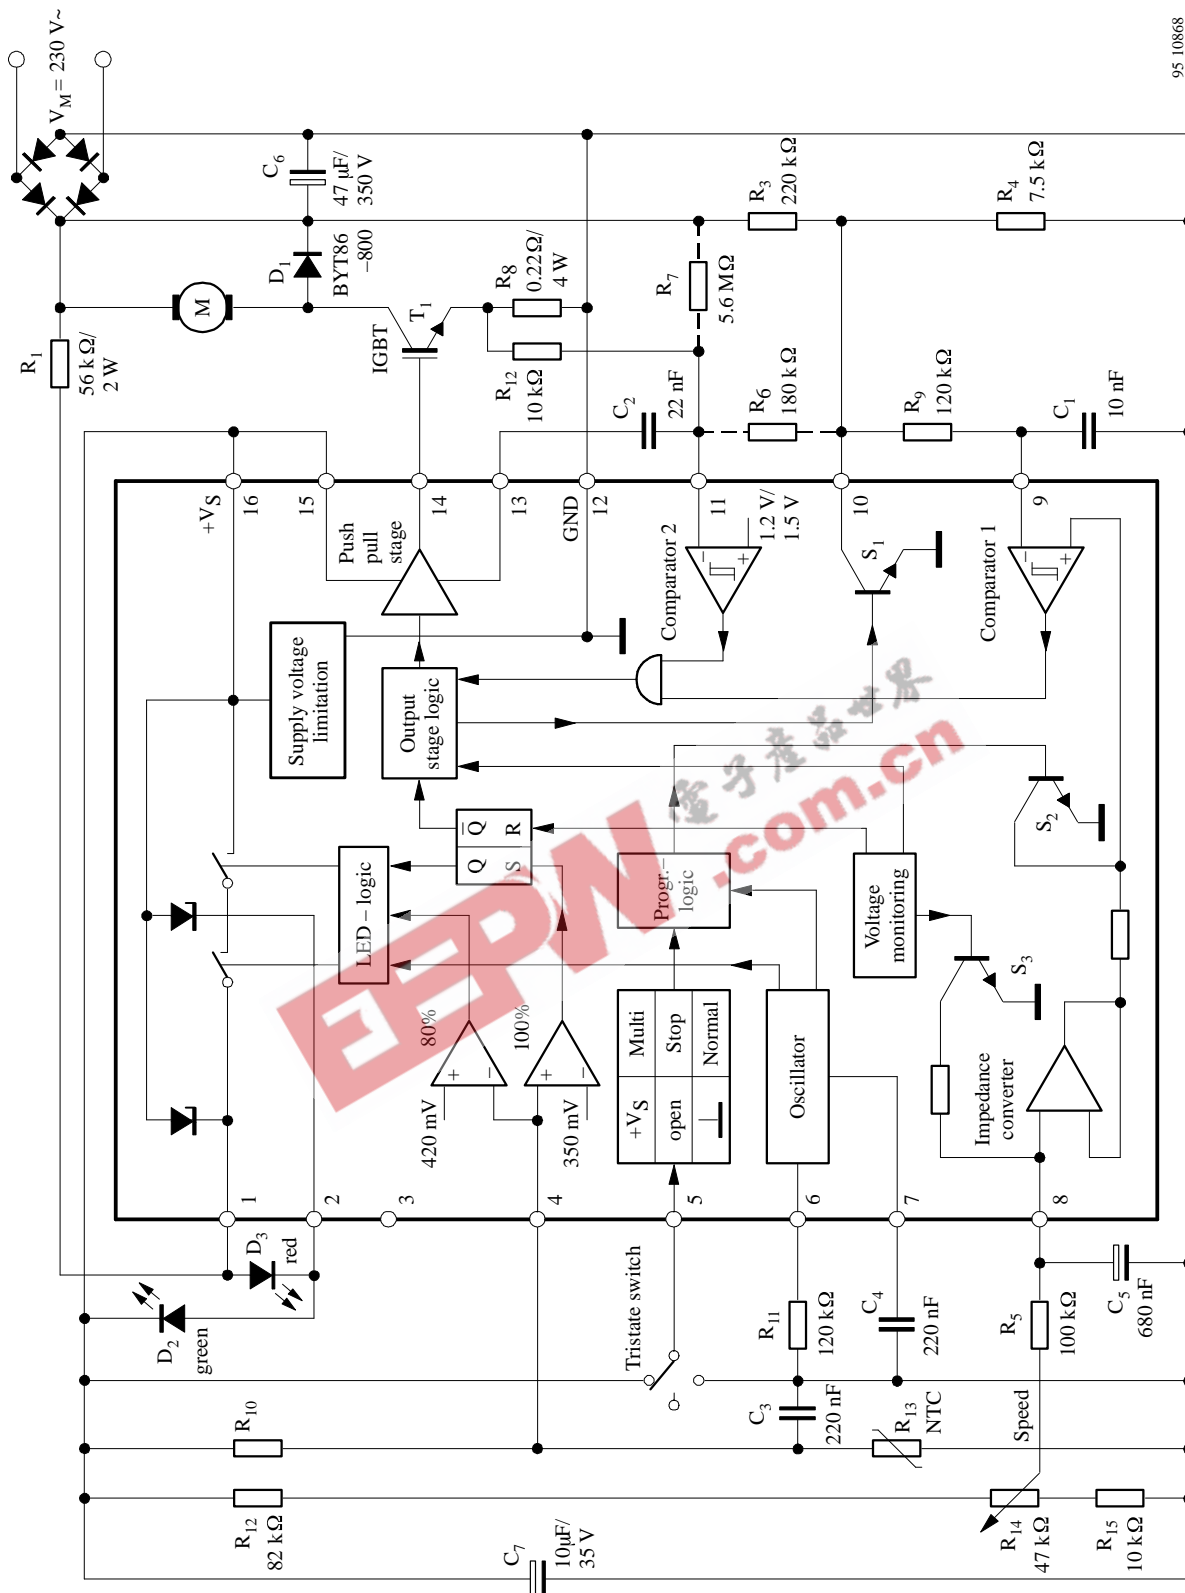 95 10868
V_M = 230 V~
C6
47 µF/
350 V
D1
BYT86
–800
R1
56 kΩ/
2 W
M
IGBT
T1
R8
0.22Ω/
4 W
R12
10 kΩ
R7
5.6 MΩ
R3
220 kΩ
R4
7.5 kΩ
C2
22 nF
R6
180 kΩ
R9
120 kΩ
C1
10 nF
+VS
16
15
14
13
GND
12
11
10
9
Push
pull
stage
Supply voltage
limitation
Output
stage logic
Comparator 2
1.2 V/
1.5 V
S1
Comparator 1
+
–
+
–
LED – logic
Q
Q̅
S
R
80%
100%
420 mV
350 mV
+
–
+
–
Progr.–
logic
Voltage
monitoring
S2
S3
+VS
Multi
open
Stop
Normal
Oscillator
Impedance
converter
1
2
3
4
5
6
7
8
D3
red
D2
green
Tristate switch
R11
120 kΩ
C4
220 nF
R5
100 kΩ
C5
680 nF
R10
C3
220 nF
R13
NTC
Speed
R12
82 kΩ
R14
47 kΩ
R15
10 kΩ
C7
10µF/
35 V
EEPW
電子產品世界
.com.cn